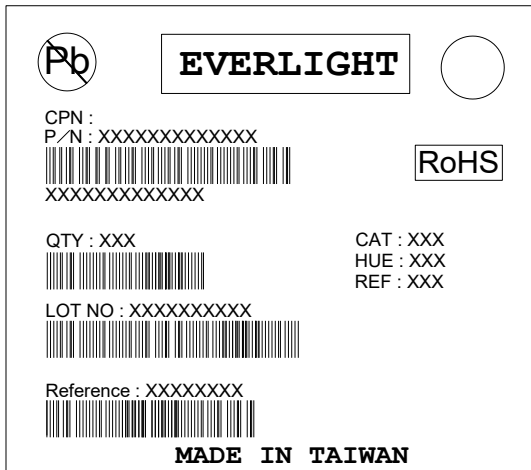 Pb
EVERLIGHT
CPN :
P/N : XXXXXXXXXXXXX
RoHS
XXXXXXXXXXXXX
QTY : XXX
CAT : XXX
HUE : XXX
REF : XXX
LOT NO : XXXXXXXXXX
Reference : XXXXXXXX
MADE IN TAIWAN